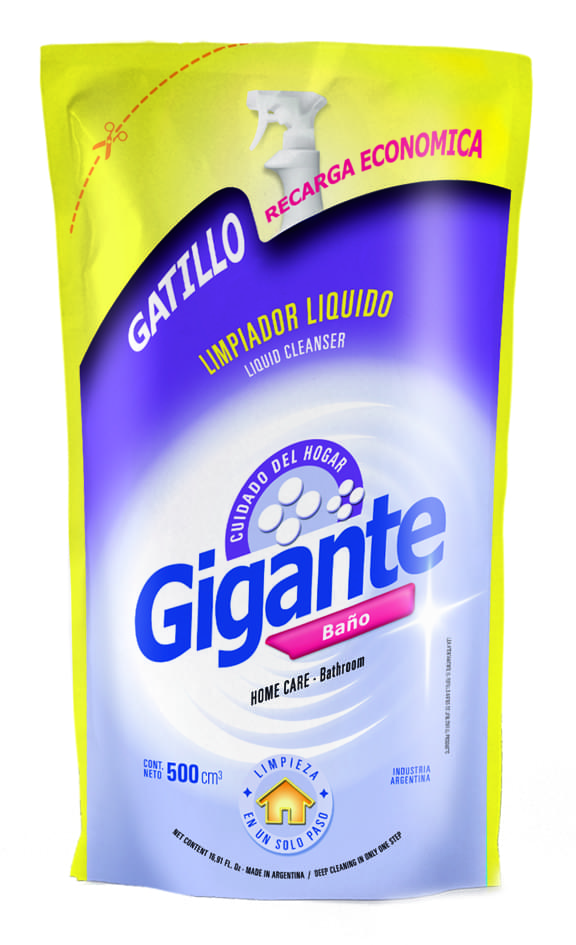 RECARGA ECONOMICA
GATILLO
LIMPIADOR LIQUIDO
LIQUID CLEANSER
CUIDADO DEL HOGAR
Gigante
Baño
HOME CARE - Bathroom
CONT. NETO 500 cm³
INDUSTRIA
ARGENTINA
LIMPIEZA
EN UN SOLO PASO
NET CONTENT 16,91 FL. Oz - MADE IN ARGENTINA / DEEP CLEANING IN ONLY ONE STEP